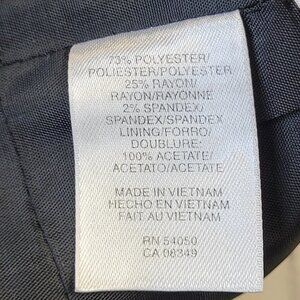 73% POLYESTER/
POLIESTER/POLYESTER
25% RAYON/
RAYON/RAYONNE
2% SPANDEX/
SPANDEX/SPANDEX
LINING/FORRO/
DOUBLURE:
100% ACETATE/
ACETATO/ACETATE
MADE IN VIETNAM
HECHO EN VIETNAM
FAIT AU VIETNAM
RN 54050
CA 08349